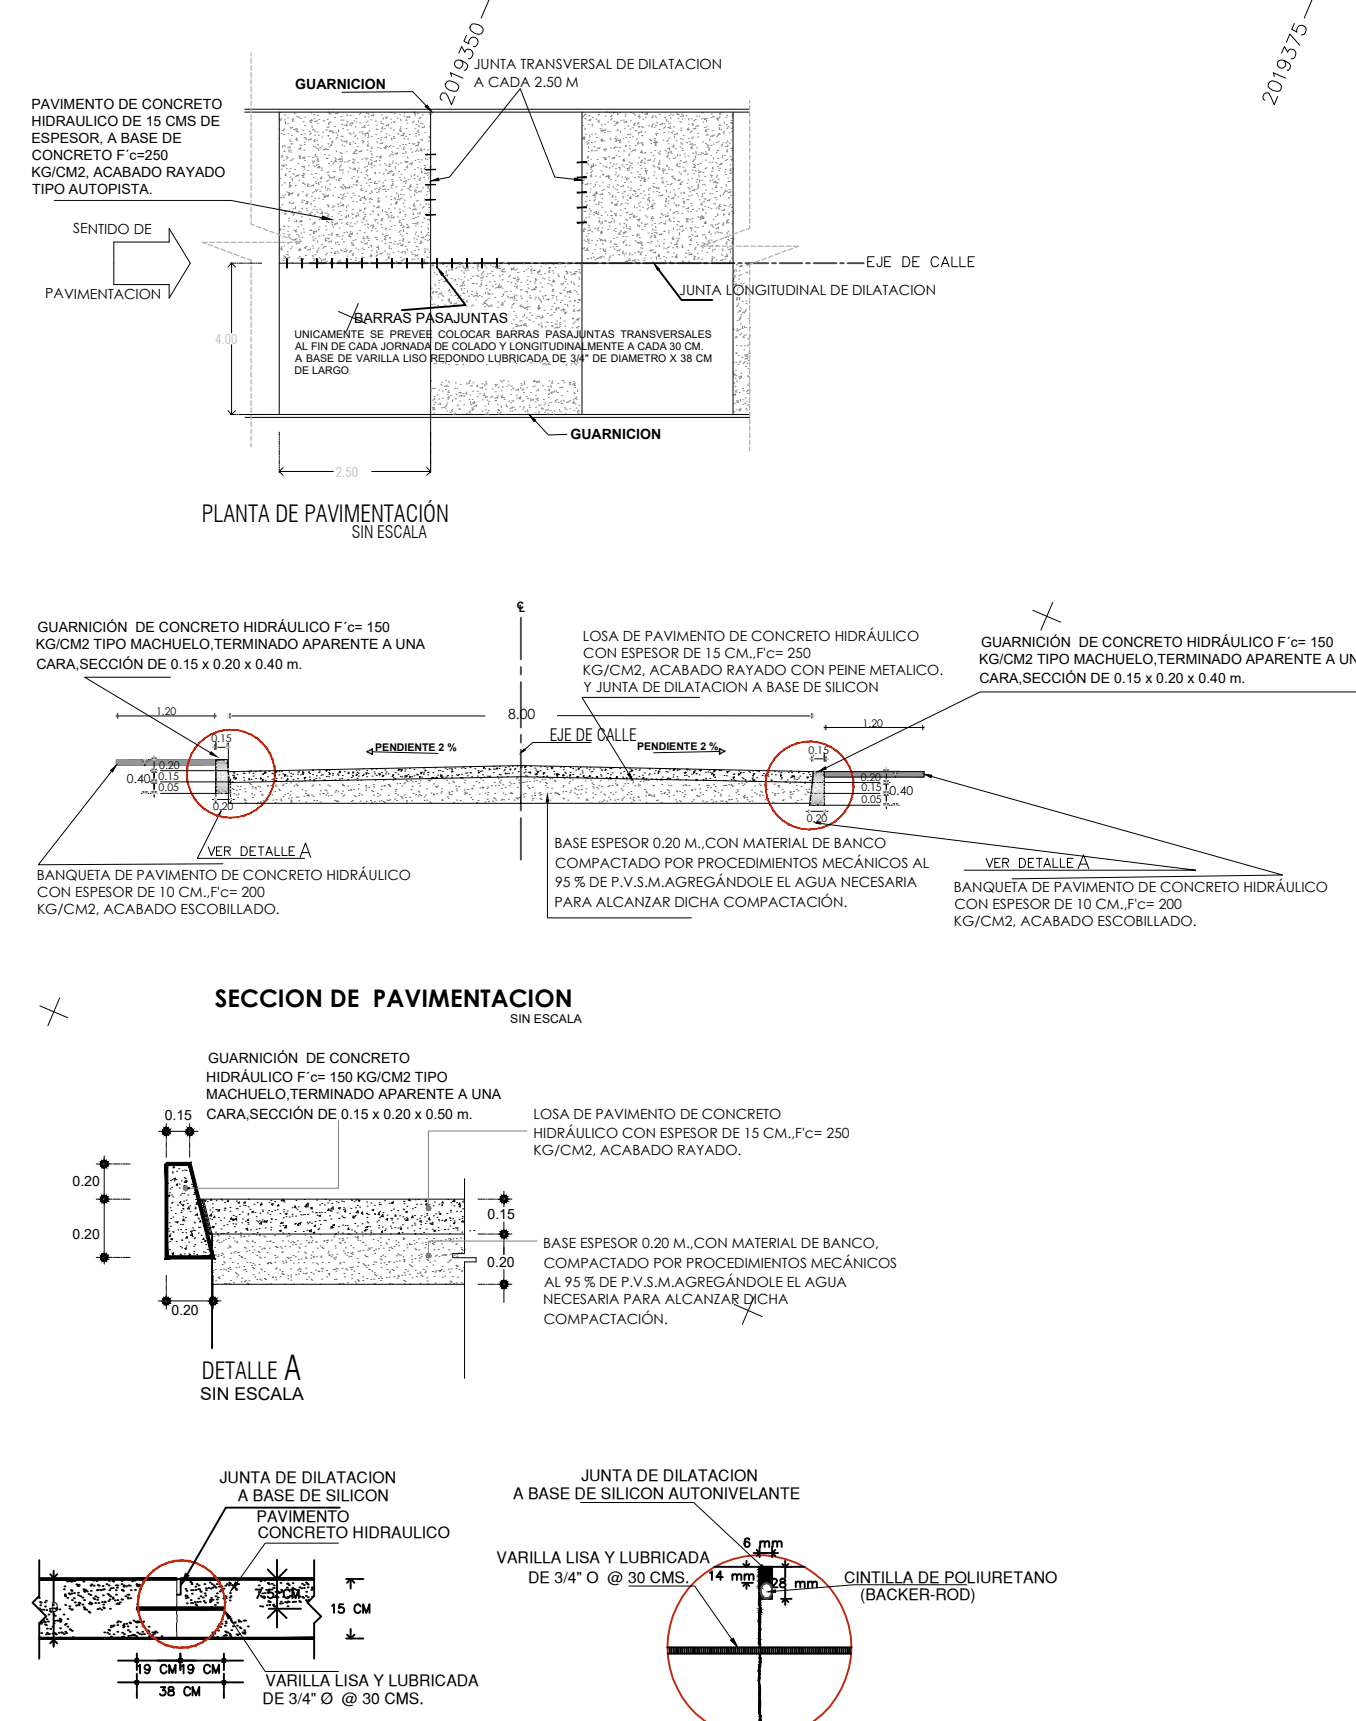 2019350
2019375
JUNTA TRANSVERSAL DE DILATACION
A CADA 2.50 M
GUARNICION
PAVIMENTO DE CONCRETO
HIDRAULICO DE 15 CMS DE
ESPESOR, A BASE DE
CONCRETO F´c=250
KG/CM2, ACABADO RAYADO
TIPO AUTOPISTA.
SENTIDO DE
PAVIMENTACION
EJE DE CALLE
JUNTA LONGITUDINAL DE DILATACION
BARRAS PASAJUNTAS
UNICAMENTE SE PREVEE COLOCAR BARRAS PASAJUNTAS TRANSVERSALES
AL FIN DE CADA JORNADA DE COLADO Y LONGITUDINALMENTE A CADA 30 CM.
A BASE DE VARILLA LISO REDONDO LUBRICADA DE 3/4" DE DIAMETRO X 38 CM
DE LARGO.
4.00
GUARNICION
2.50
PLANTA DE PAVIMENTACIÓN
SIN ESCALA
GUARNICIÓN DE CONCRETO HIDRÁULICO F´c= 150
KG/CM2 TIPO MACHUELO,TERMINADO APARENTE A UNA
CARA,SECCIÓN DE 0.15 x 0.20 x 0.40 m.
LOSA DE PAVIMENTO DE CONCRETO HIDRÁULICO
CON ESPESOR DE 15 CM.,F'c= 250
KG/CM2, ACABADO RAYADO CON PEINE METALICO.
Y JUNTA DE DILATACION A BASE DE SILICON
GUARNICIÓN DE CONCRETO HIDRÁULICO F´c= 150
KG/CM2 TIPO MACHUELO,TERMINADO APARENTE A UN
CARA,SECCIÓN DE 0.15 x 0.20 x 0.40 m.
1.20
8.00
1.20
EJE DE CALLE
PENDIENTE 2 %
PENDIENTE 2 %
0.15
0.20
0.40
0.15
0.05
0.20
0.15
0.20
0.15
0.40
0.05
0.20
VER DETALLE A
VER DETALLE A
BANQUETA DE PAVIMENTO DE CONCRETO HIDRÁULICO
CON ESPESOR DE 10 CM.,F'c= 200
KG/CM2, ACABADO ESCOBILLADO.
BASE ESPESOR 0.20 M.,CON MATERIAL DE BANCO
COMPACTADO POR PROCEDIMIENTOS MECÁNICOS AL
95 % DE P.V.S.M.AGREGÁNDOLE EL AGUA NECESARIA
PARA ALCANZAR DICHA COMPACTACIÓN.
BANQUETA DE PAVIMENTO DE CONCRETO HIDRÁULICO
CON ESPESOR DE 10 CM.,F'c= 200
KG/CM2, ACABADO ESCOBILLADO.
SECCION DE PAVIMENTACION
SIN ESCALA
GUARNICIÓN DE CONCRETO
HIDRÁULICO F´c= 150 KG/CM2 TIPO
MACHUELO,TERMINADO APARENTE A UNA
CARA,SECCIÓN DE 0.15 x 0.20 x 0.50 m.
LOSA DE PAVIMENTO DE CONCRETO
HIDRÁULICO CON ESPESOR DE 15 CM.,F'c= 250
KG/CM2, ACABADO RAYADO.
0.15
0.20
0.20
0.20
0.15
0.20
BASE ESPESOR 0.20 M.,CON MATERIAL DE BANCO,
COMPACTADO POR PROCEDIMIENTOS MECÁNICOS
AL 95 % DE P.V.S.M.AGREGÁNDOLE EL AGUA
NECESARIA PARA ALCANZAR DICHA
COMPACTACIÓN.
DETALLE A
SIN ESCALA
JUNTA DE DILATACION
A BASE DE SILICON
PAVIMENTO
CONCRETO HIDRAULICO
7.5 CM
15 CM
19 CM
19 CM
38 CM
VARILLA LISA Y LUBRICADA
DE 3/4" Ø @ 30 CMS.
JUNTA DE DILATACION
A BASE DE SILICON AUTONIVELANTE
VARILLA LISA Y LUBRICADA
DE 3/4" O @ 30 CMS.
6 mm
14 mm
28 mm
CINTILLA DE POLIURETANO
(BACKER-ROD)